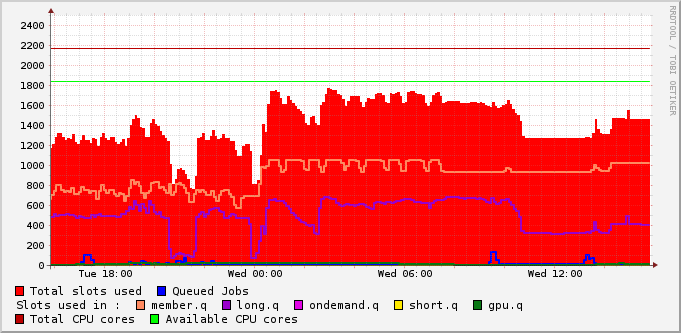 2400
2200
2000
1800
1600
1400
1200
1000
800
600
400
200
0
Tue 18:00 Wed 00:00 Wed 06:00 Wed 12:00
Total slots used Queued Jobs
Slots used in : member.q long.q ondemand.q short.q gpu.q
Total CPU cores Available CPU cores
RRDTOOL / TOBI OETIKER